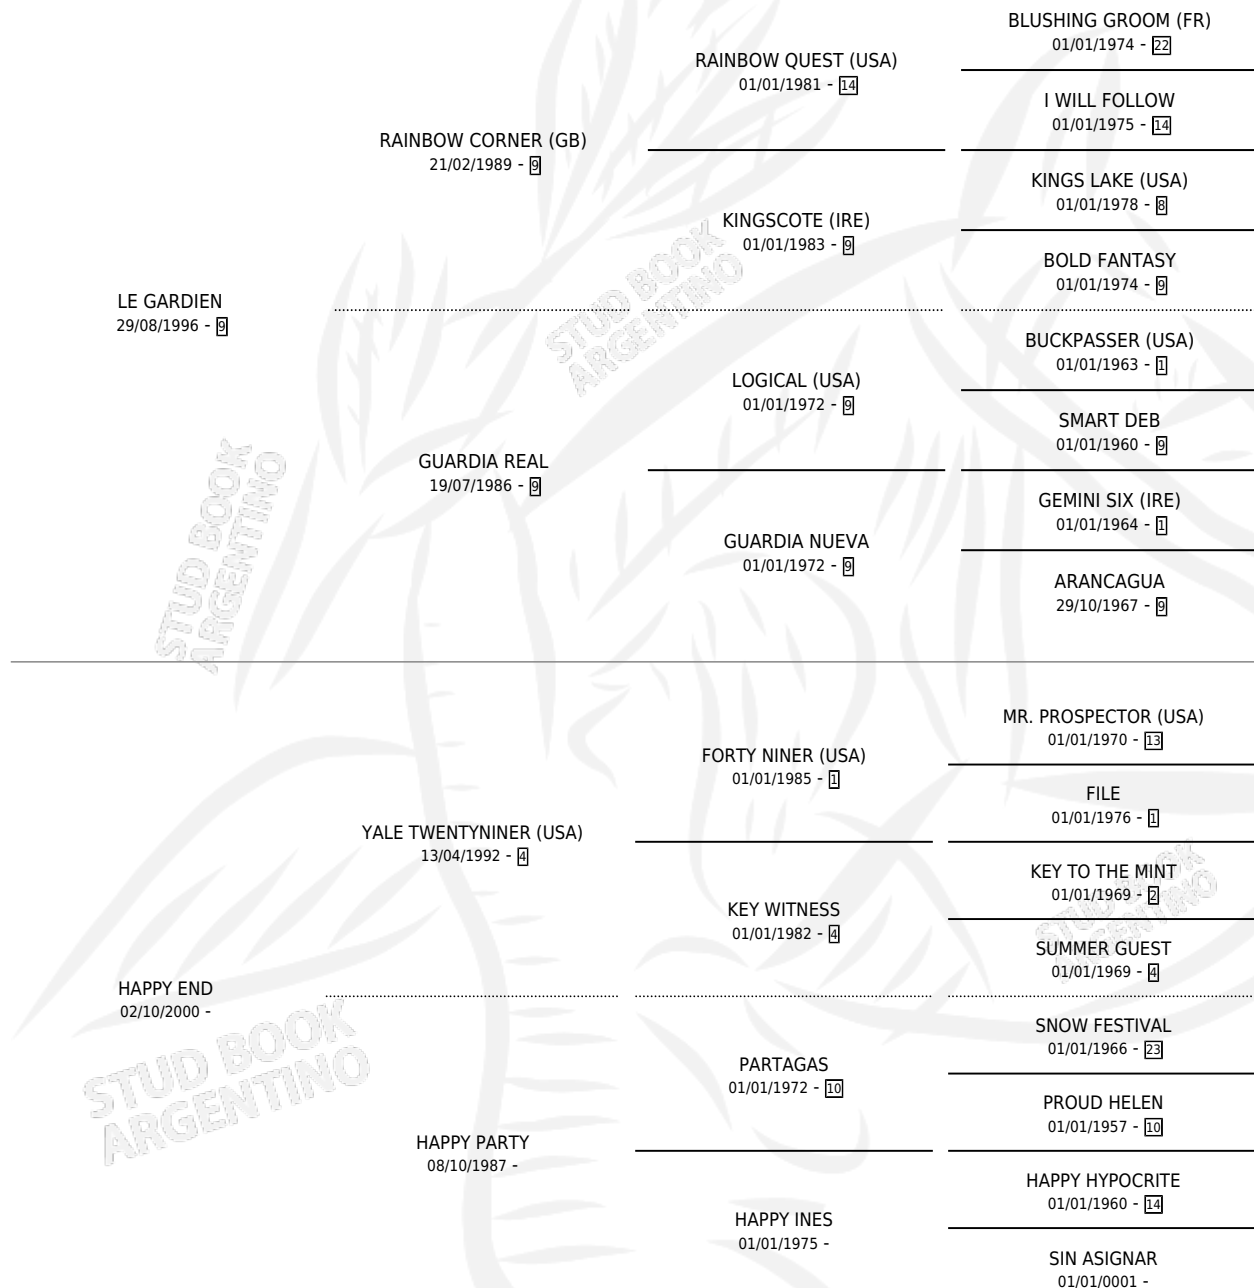 BLUSHING GROOM (FR)
01/01/1974 - 22
RAINBOW QUEST (USA)
01/01/1981 - 14
I WILL FOLLOW
01/01/1975 - 14
RAINBOW CORNER (GB)
21/02/1989 - 9
KINGS LAKE (USA)
01/01/1978 - 8
KINGSCOTE (IRE)
01/01/1983 - 9
BOLD FANTASY
01/01/1974 - 9
LE GARDIEN
29/08/1996 - 9
BUCKPASSER (USA)
01/01/1963 - 1
LOGICAL (USA)
01/01/1972 - 9
SMART DEB
01/01/1960 - 9
GUARDIA REAL
19/07/1986 - 9
GEMINI SIX (IRE)
01/01/1964 - 1
GUARDIA NUEVA
01/01/1972 - 9
ARANCAGUA
29/10/1967 - 9
MR. PROSPECTOR (USA)
01/01/1970 - 13
FORTY NINER (USA)
01/01/1985 - 1
FILE
01/01/1976 - 1
YALE TWENTYNINER (USA)
13/04/1992 - 4
KEY TO THE MINT
01/01/1969 - 2
KEY WITNESS
01/01/1982 - 4
SUMMER GUEST
01/01/1969 - 4
HAPPY END
02/10/2000 -
SNOW FESTIVAL
01/01/1966 - 23
PARTAGAS
01/01/1972 - 10
PROUD HELEN
01/01/1957 - 10
HAPPY PARTY
08/10/1987 -
HAPPY HYPOCRITE
01/01/1960 - 14
HAPPY INES
01/01/1975 -
SIN ASIGNAR
01/01/0001 -
STUD BOOK
ARGENTINO
STUD BOOK
ARGENTINO
STUD BOOK
ARGENTINO
STUD BOOK
ARGENTINO